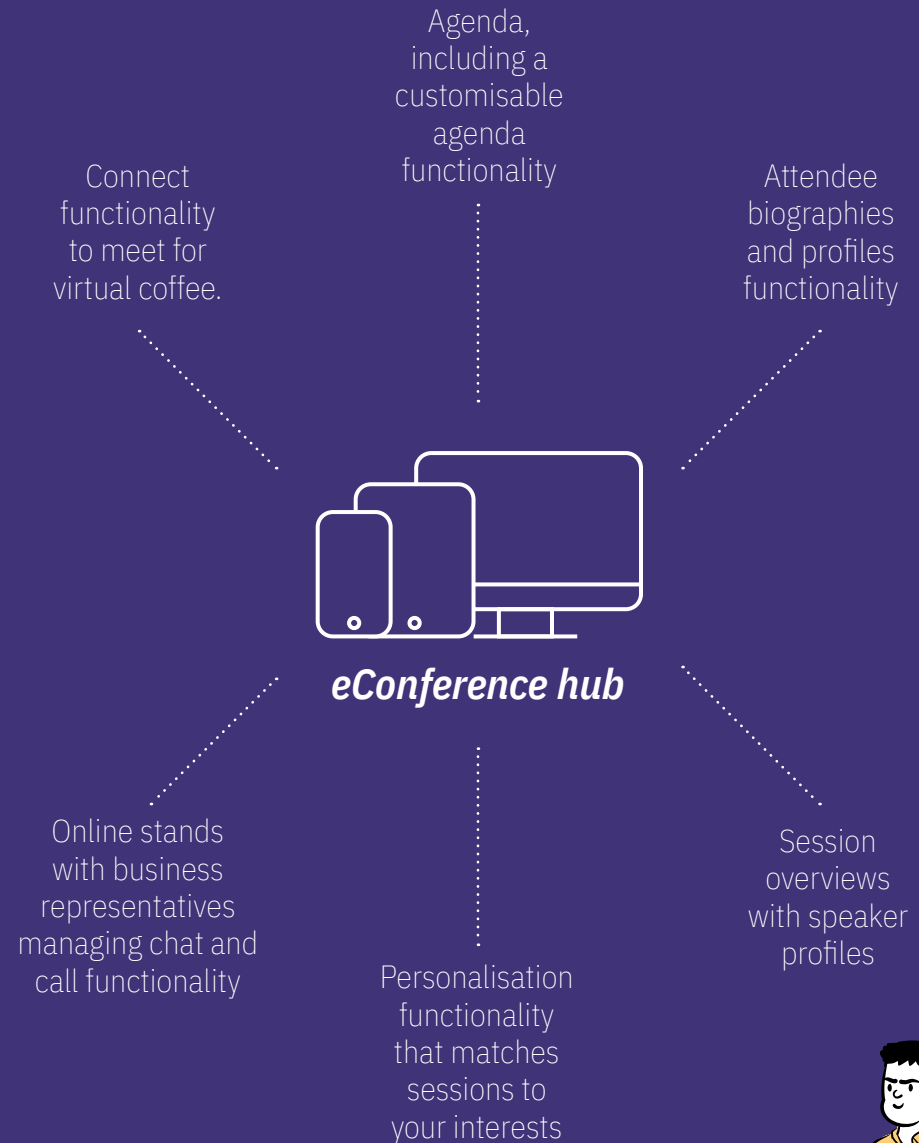 Agenda,
including a
customisable
agenda
functionality
Connect
functionality
to meet for
virtual coffee.
Attendee
biographies
and profiles
functionality
eConference hub
Online stands
with business
representatives
managing chat and
call functionality
Session
overviews
with speaker
profiles
Personalisation
functionality
that matches
sessions to
your interests